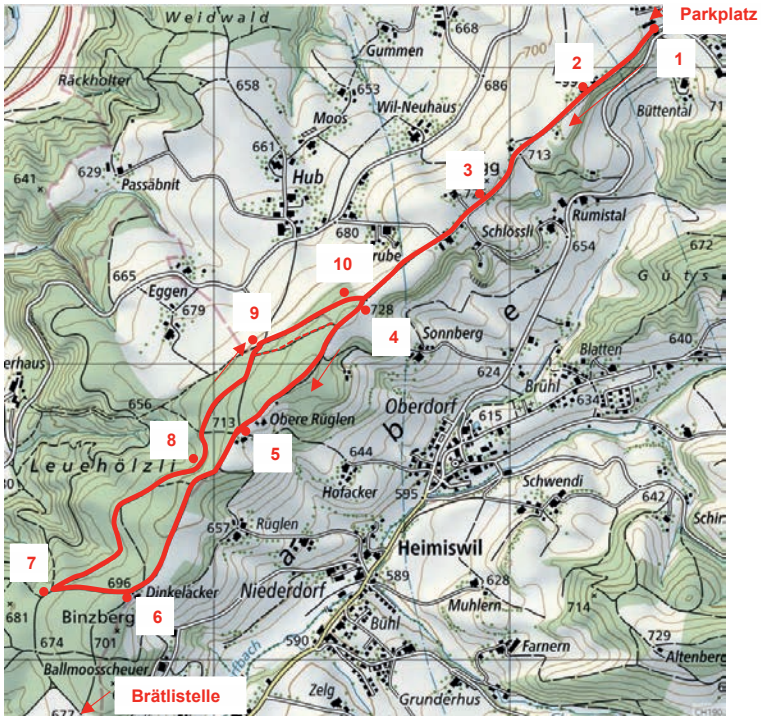 Weidwald
Parkplatz
668
Gummen
700
1
2
Räckholter
658
653
Wil-Neuhaus
686
Büttental
Moos
661
713
3
641
629
Passäbnit
Hub
Rumistal
Schlössli
654
680
672
665
10
Eggen
679
9
728
4
Sonnberg
e
640
Blatten
624
Brühl
634
656
Oberdorf
615
713
Obere Rüglen
b
8
5
Leuehölzli
644
Hofacker
595
Schwendi
642
657
Rüglen
a
Heimiswil
7
589
696
Dinkelacker
Niederdorf
628
Muhlern
714
681
Binzberg
6
674
701
Bühl
590
729
Farnern
Altenberg
Ballmoosscheuer
Brätlistelle
677
Zelg
Grunderhus